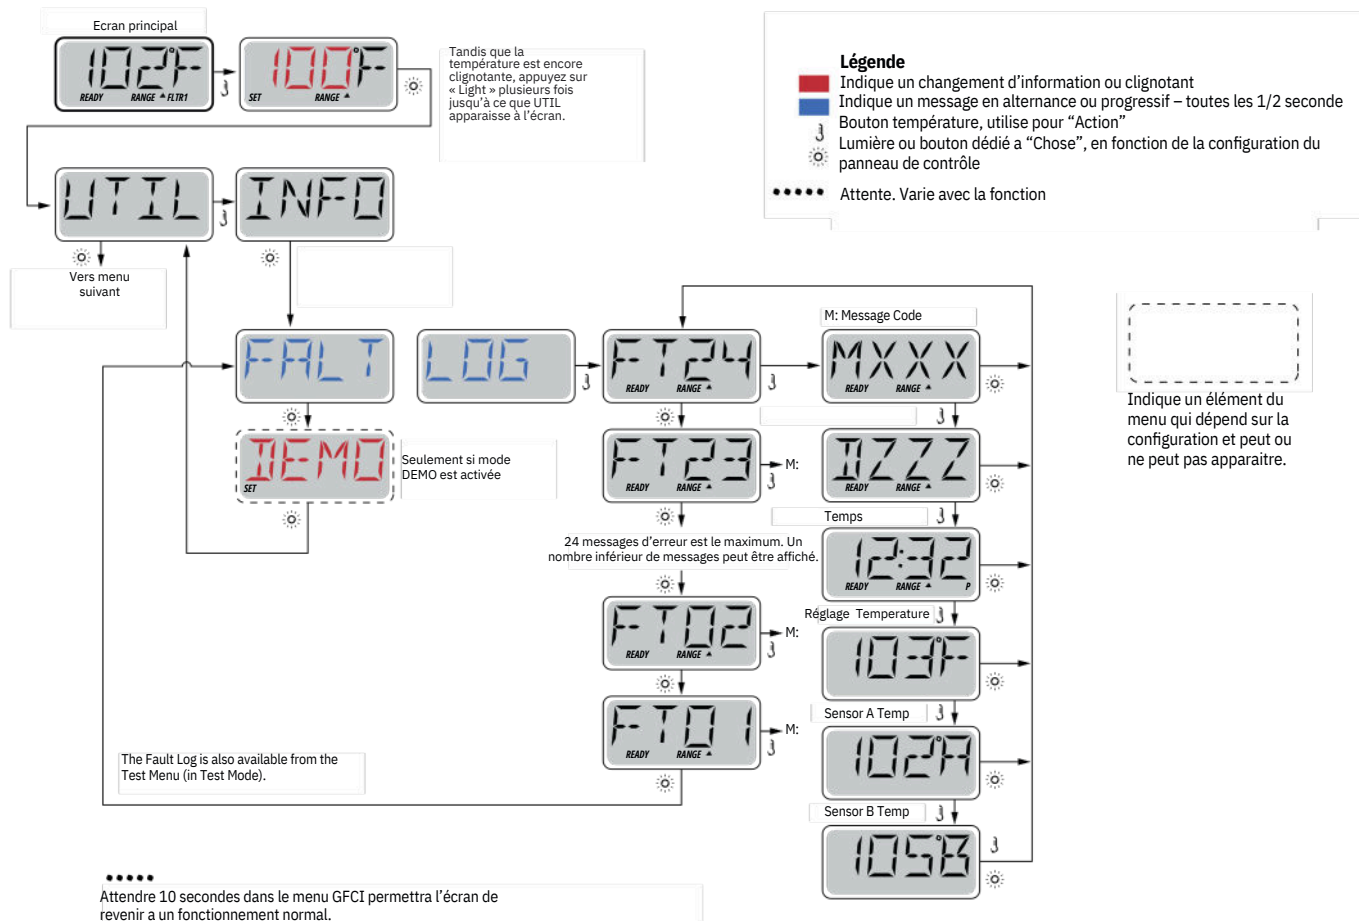 Ecran principal
102°F
READY RANGE FLTR1
100°F
SET RANGE
Tandis que la
température est encore
clignotante, appuyez sur
« Light » plusieurs fois
jusqu’à ce que UTIL
apparaisse à l’écran.
Légende
Indique un changement d’information ou clignotant
Indique un message en alternance ou progressif – toutes les 1/2 seconde
Bouton température, utilise pour “Action”
Lumière ou bouton dédié a “Chose”, en fonction de la configuration du
panneau de contrôle
Attente. Varie avec la fonction
UTIL
INFO
Vers menu
suivant
FALT
LOG
FT24
READY RANGE
M: Message Code
MXXX
READY RANGE
Indique un élément du
menu qui dépend sur la
configuration et peut ou
ne peut pas apparaitre.
DEMO
SET
Seulement si mode
DEMO est activée
FT23
READY RANGE
M:
DZZZ
READY RANGE
24 messages d’erreur est le maximum. Un
nombre inférieur de messages peut être affiché.
Temps
12:32
READY RANGE P
FT02
READY RANGE
M:
Réglage Temperature
103°F
FT01
READY RANGE
M:
Sensor A Temp
102°A
The Fault Log is also available from the
Test Menu (in Test Mode).
Sensor B Temp
105°B
Attendre 10 secondes dans le menu GFCI permettra l’écran de
revenir a un fonctionnement normal.